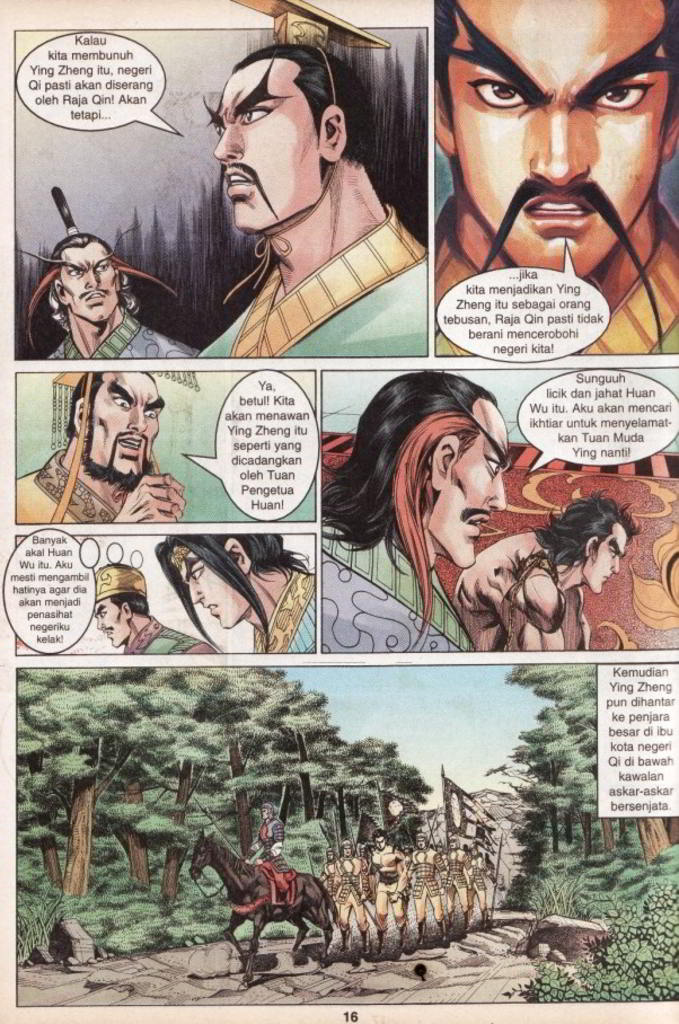 Kalau
kita membunuh
Ying Zheng itu, negeri
Qi akan diserang
oleh Raja Qin! Akan
tetapi...
...jika
kita menjadikan Ying
Zheng itu sebagai orang
tebusan, Raja Qin pasti tidak
berani mencerobohi
negeri kita!
Ya,
betul! Kita
akan menawan
Ying Zheng itu
seperti yang
dicadangkan
oleh Tuan
Pengetua
Huan!
Sunguuh
licik dan jahat Huan
Wu itu. Aku akan mencari
ikhtiar untuk menyelamat-
kan Tuan Muda
Ying nanti!
Banyak
akal Huan
Wu itu. Aku
mesti mengambil
hatinya agar dia
akan menjadi
penasihat
negeriku
kelak!
Kemudian
Ying Zheng
pun dihantar
ke penjara
besar di ibu
kota negeri
Qi di bawah
kawalan
askar-askar
bersenjata.
16